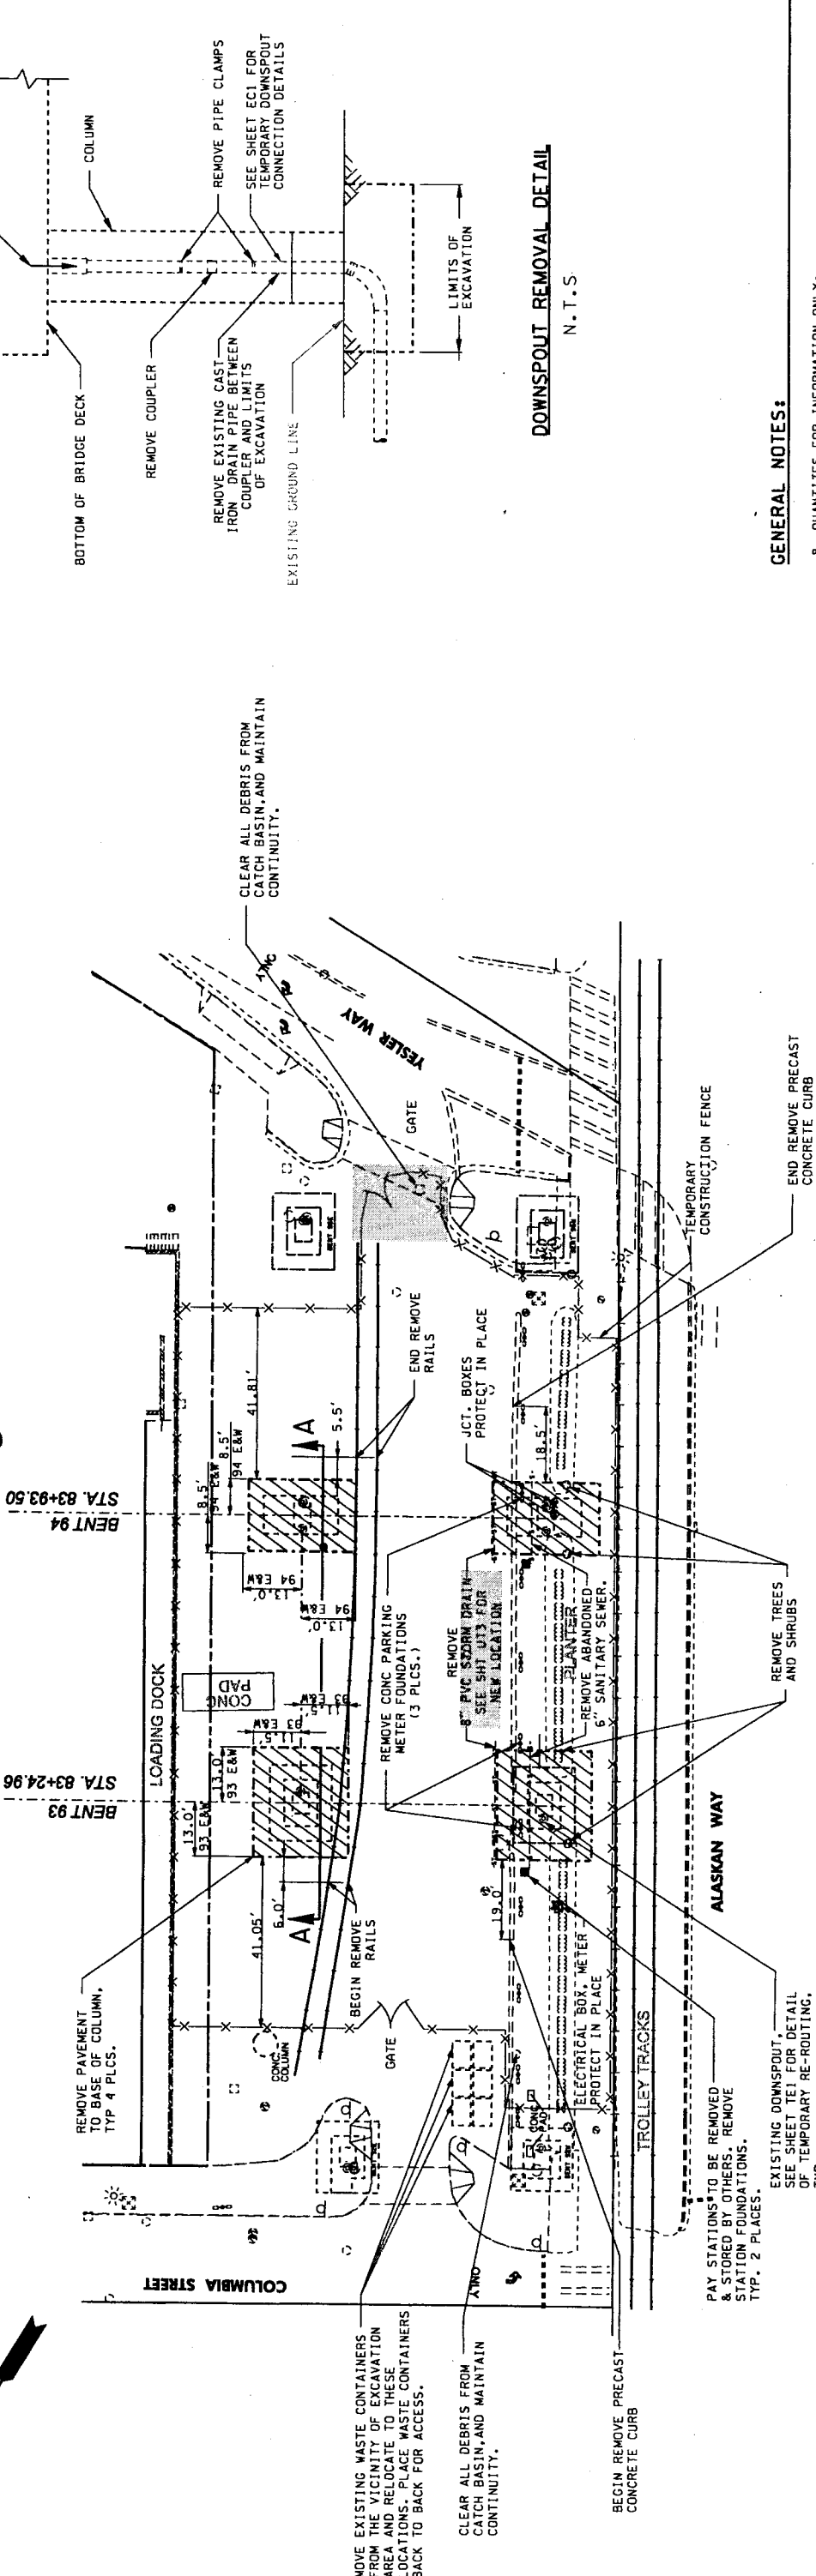 COLUMN
REMOVE PIPE CLAMPS
SEE SHEET EC1 FOR
TEMPORARY DOWNSPOUT
CONNECTION DETAILS
BOTTOM OF BRIDGE DECK
REMOVE COUPLER
REMOVE EXISTING CAST
IRON DRAIN PIPE BETWEEN
COUPLER AND LIMITS
OF EXCAVATION
EXISTING GROUND LINE
LIMITS OF
EXCAVATION
DOWNSPOUT REMOVAL DETAIL
N.T.S
GENERAL NOTES:
CLEAR ALL DEBRIS FROM
CATCH BASIN,AND MAINTAIN
CONTINUITY.
YESLER WAY
GATE
TEMPORARY
CONSTRUCTION FENCE
END REMOVE PRECAST
CONCRETE CURB
END REMOVE
RAILS
JCT. BOXES
PROTECT IN PLACE
41.81'
8.5'
94 E&W
8.5'
94 E&W
5.5'
A
18.5'
BENT 94
STA. 83+93.50
13.0'
94 E&W
13.0'
94 E&W
REMOVE CONC PARKING
METER FOUNDATIONS
(3 PLCS.)
REMOVE
8" PVC STORM DRAIN
SEE SHT UT3 FOR
NEW LOCATION
REMOVE ABANDONED
6" SANITARY SEWER.
PLANTER
REMOVE TREES
AND SHRUBS
LOADING DOCK
CONC
PAD
11.5'
93 E&W
11.5'
93 E&W
BENT 93
STA. 83+24.96
13.0'
93 E&W
13.0'
93 E&W
41.05'
6.0'
A
19.0'
BEGIN REMOVE
RAILS
REMOVE PAVEMENT
TO BASE OF COLUMN,
TYP 4 PLCS.
CONC.
COLUMN
GATE
ELECTRICAL BOX, METER
PROTECT IN PLACE
CONC
PAD
ALASKAN WAY
TROLLEY TRACKS
EXISTING DOWNSPOUT,
SEE SHEET TE1 FOR DETAIL
OF TEMPORARY RE-ROUTING.
PAY STATIONS TO BE REMOVED
& STORED BY OTHERS. REMOVE
STATION FOUNDATIONS.
TYP. 2 PLACES.
COLUMBIA STREET
ONLY
MOVE EXISTING WASTE CONTAINERS
FROM THE VICINITY OF EXCAVATION
AREA AND RELOCATE TO THESE
LOCATIONS. PLACE WASTE CONTAINERS
BACK TO BACK FOR ACCESS.
CLEAR ALL DEBRIS FROM
CATCH BASIN,AND MAINTAIN
CONTINUITY.
BEGIN REMOVE PRECAST
CONCRETE CURB